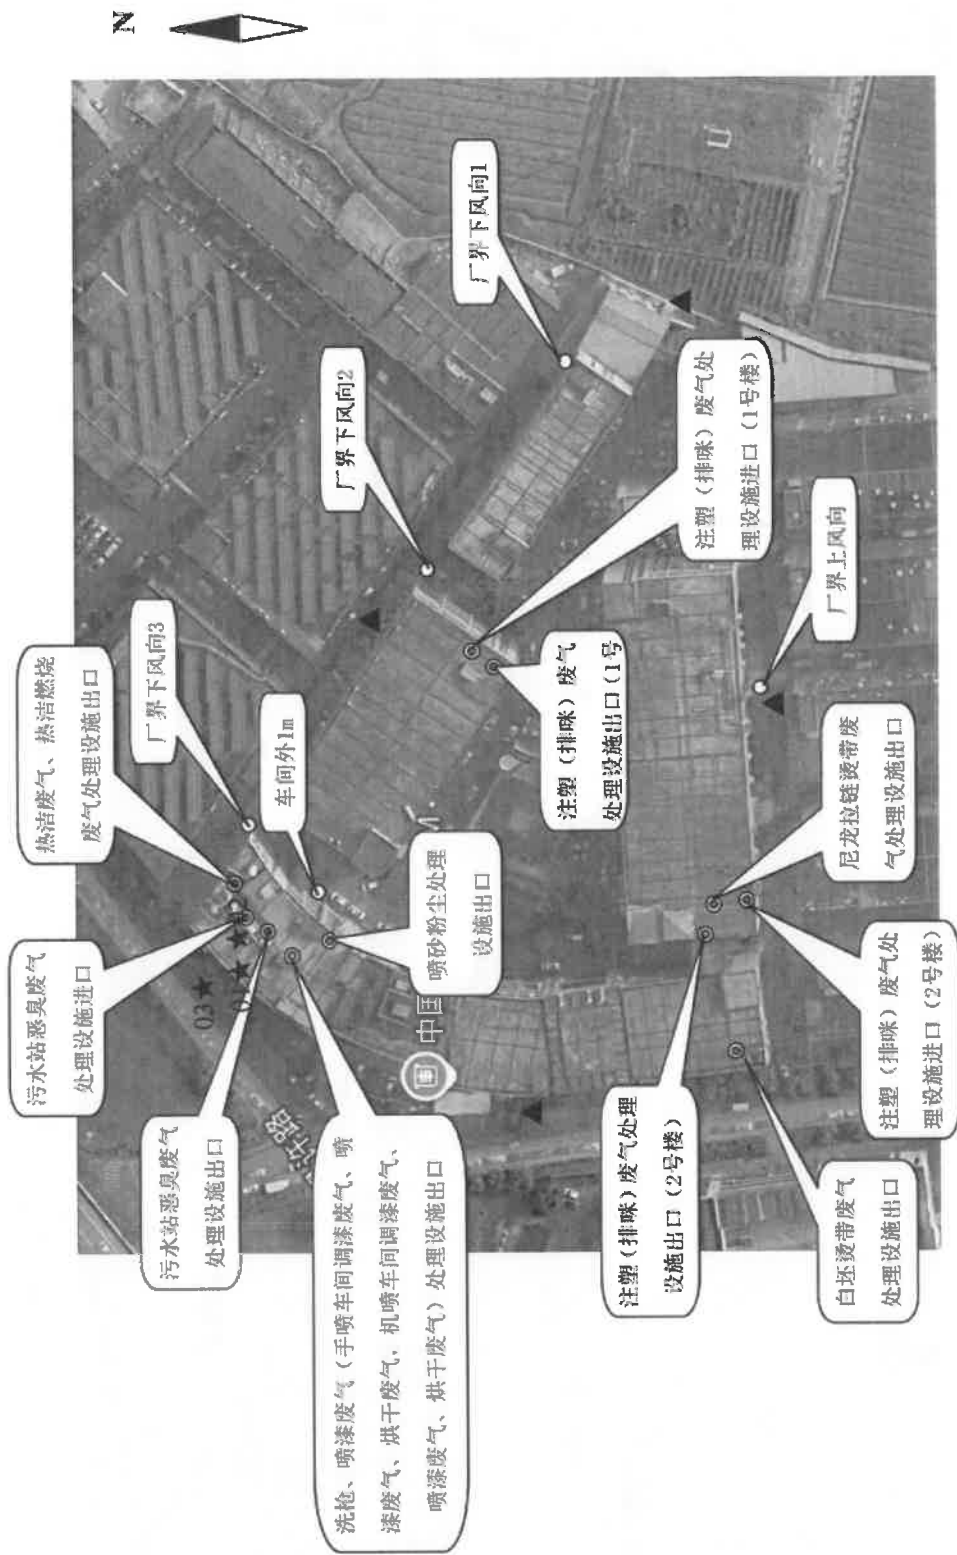 N
热洁废气、热洁燃烧
废气处理设施出口
厂界下风向3
车间外1m
厂界下风向2
厂界下风向1
污水站恶臭废气
处理设施进口
03
污水站恶臭废气
处理设施出口
洗枪、喷漆废气（手喷车间调漆废气、喷
漆废气、烘干废气，机喷车间调漆废气、
喷漆废气、烘干废气）处理设施出口
喷砂粉尘处理
设施出口
中国
注塑（排咪）废气
处理设施出口（1号
注塑（排咪）废气处
理设施进口（1号楼）
注塑（排咪）废气处理
设施出口（2号楼）
尼龙拉链烫带废
气处理设施出口
厂界上风向
白坯烫带废气
处理设施出口
注塑（排咪）废气处
理设施进口（2号楼）